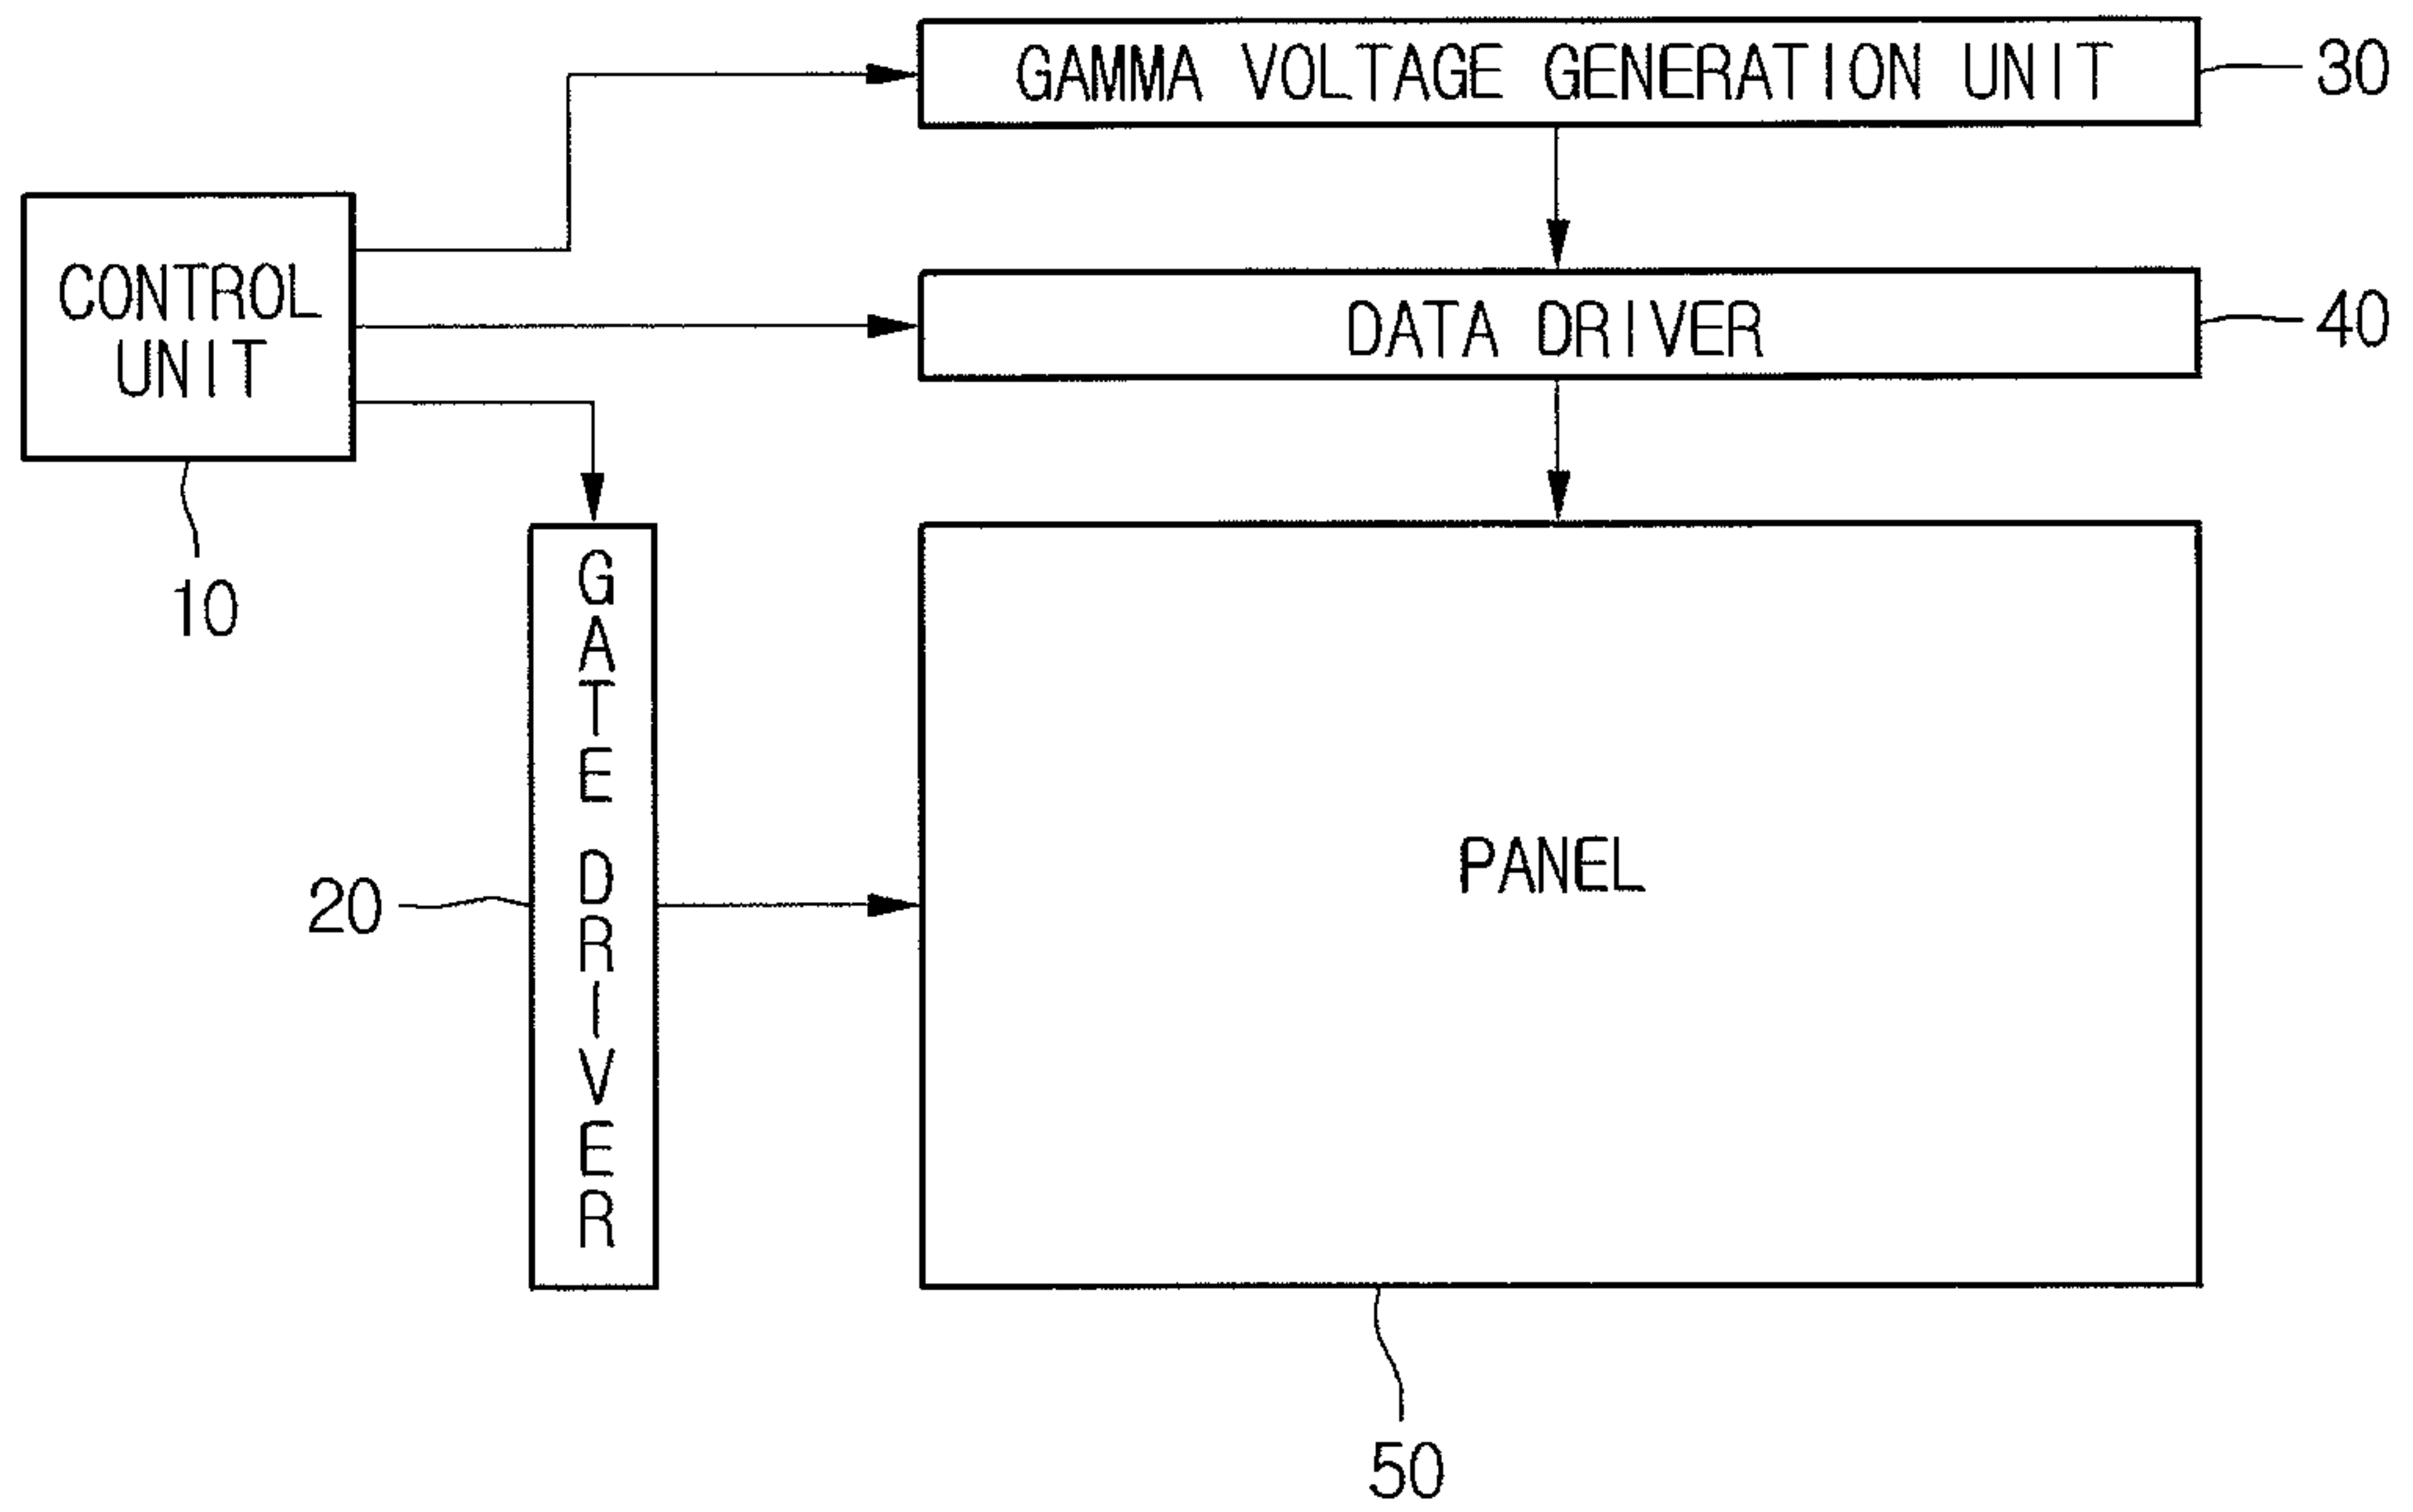 GAMMA VOLTAGE GENERATION UNIT
30
CONTROL
UNIT
10
DATA DRIVER
40
GATE DRIVER
20
PANEL
50